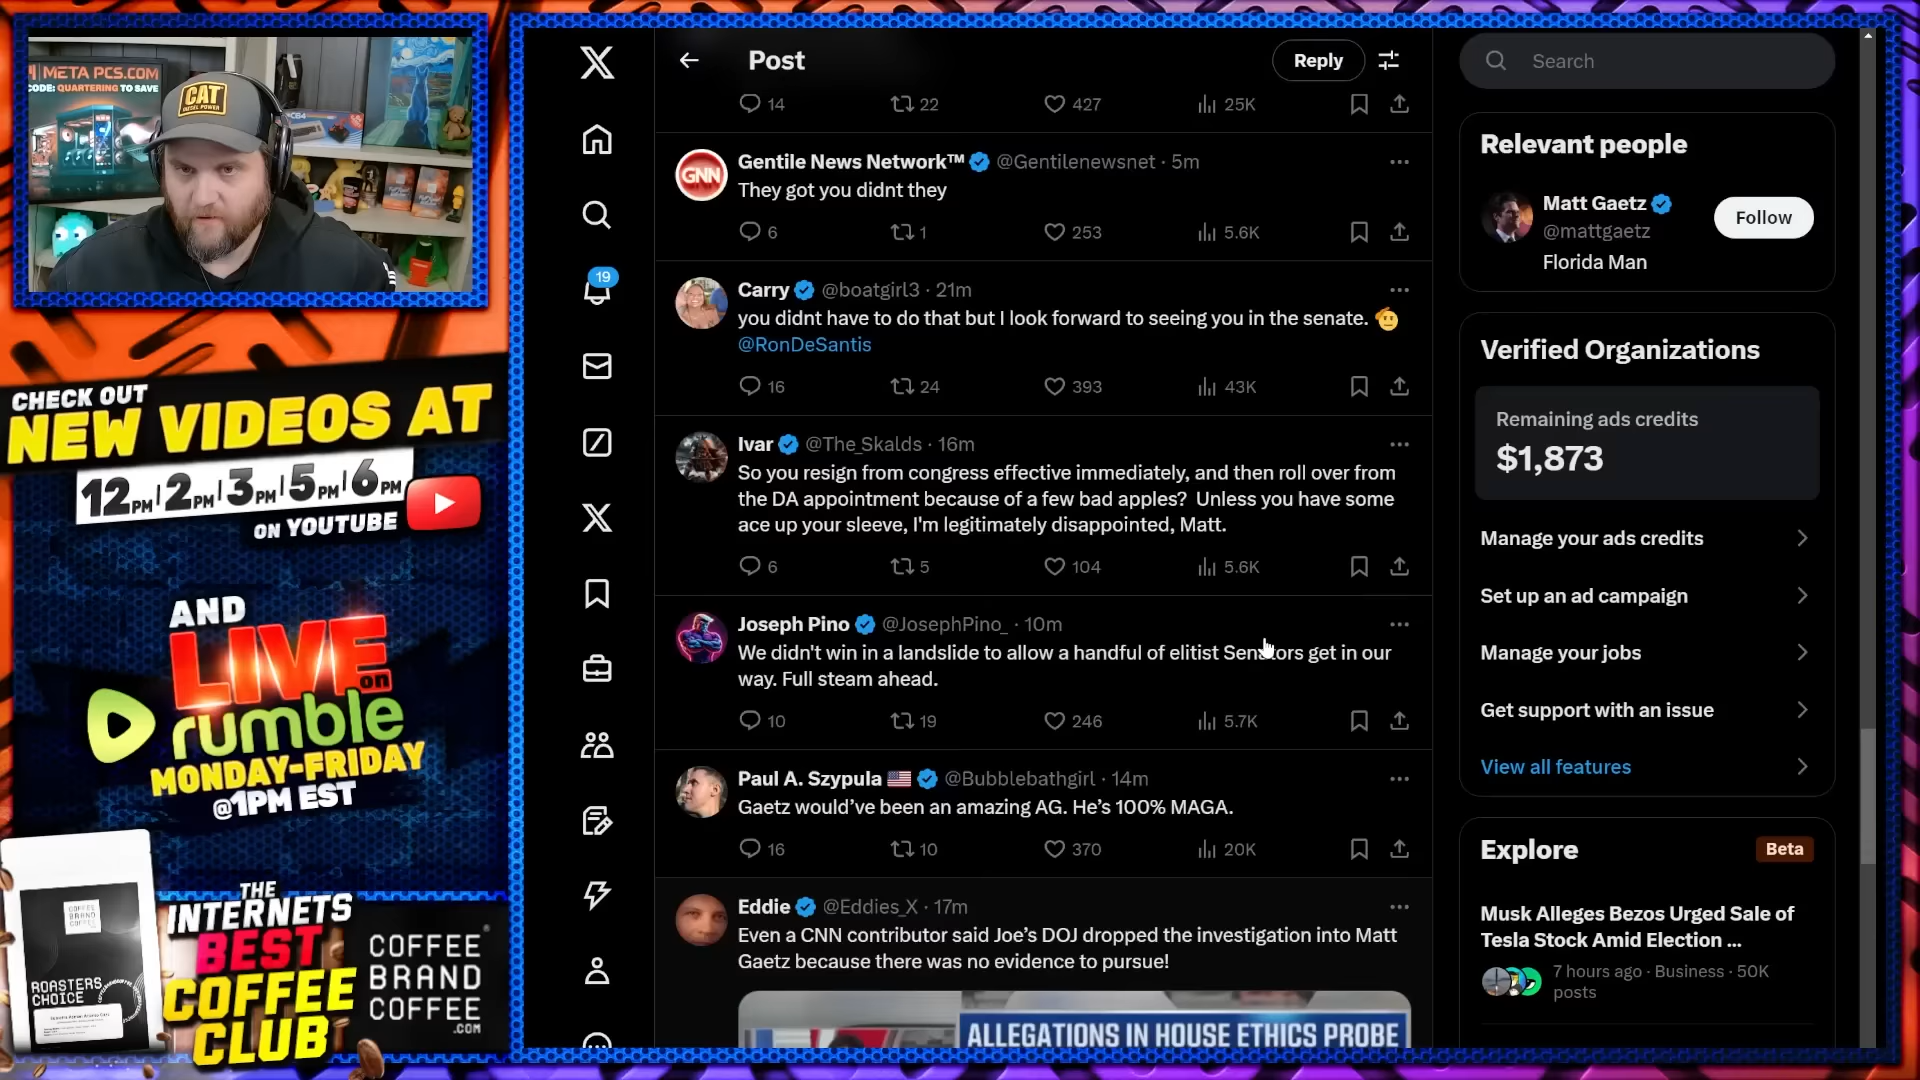 META PCS.COM
CODE: QUARTERING TO SAVE
CAT
DIESEL POWER
C64
CHECK OUT
NEW VIDEOS AT
12PM | 2PM | 3PM | 5PM | 6PM
ON YOUTUBE
AND
LIVE
on
rumble
MONDAY-FRIDAY
@1PM EST
COFFEE
BRAND
COFFEE
ROASTERS
CHOICE
THE
INTERNETS
BEST
COFFEE
CLUB
COFFEE
BRAND
COFFEE
.COM
19
Post
Reply
14
22
427
25K
GNN
Gentile News Network™ @Gentilenewsnet · 5m
They got you didnt they
6
1
253
5.6K
Carry @boatgirl3 · 21m
you didnt have to do that but I look forward to seeing you in the senate.
@RonDeSantis
16
24
393
43K
Ivar @The_Skalds · 16m
So you resign from congress effective immediately, and then roll over from
the DA appointment because of a few bad apples? Unless you have some
ace up your sleeve, I'm legitimately disappointed, Matt.
6
5
104
5.6K
Joseph Pino @JosephPino_ · 10m
We didn't win in a landslide to allow a handful of elitist Senators get in our
way. Full steam ahead.
10
19
246
5.7K
Paul A. Szypula @Bubblebathgirl · 14m
Gaetz would've been an amazing AG. He's 100% MAGA.
16
10
370
20K
Eddie @Eddies_X · 17m
Even a CNN contributor said Joe's DOJ dropped the investigation into Matt
Gaetz because there was no evidence to pursue!
ALLEGATIONS IN HOUSE ETHICS PROBE
Search
Relevant people
Matt Gaetz
@mattgaetz
Florida Man
Follow
Verified Organizations
Remaining ads credits
$1,873
Manage your ads credits
Set up an ad campaign
Manage your jobs
Get support with an issue
View all features
Explore
Beta
Musk Alleges Bezos Urged Sale of
Tesla Stock Amid Election ...
7 hours ago · Business · 50K
posts